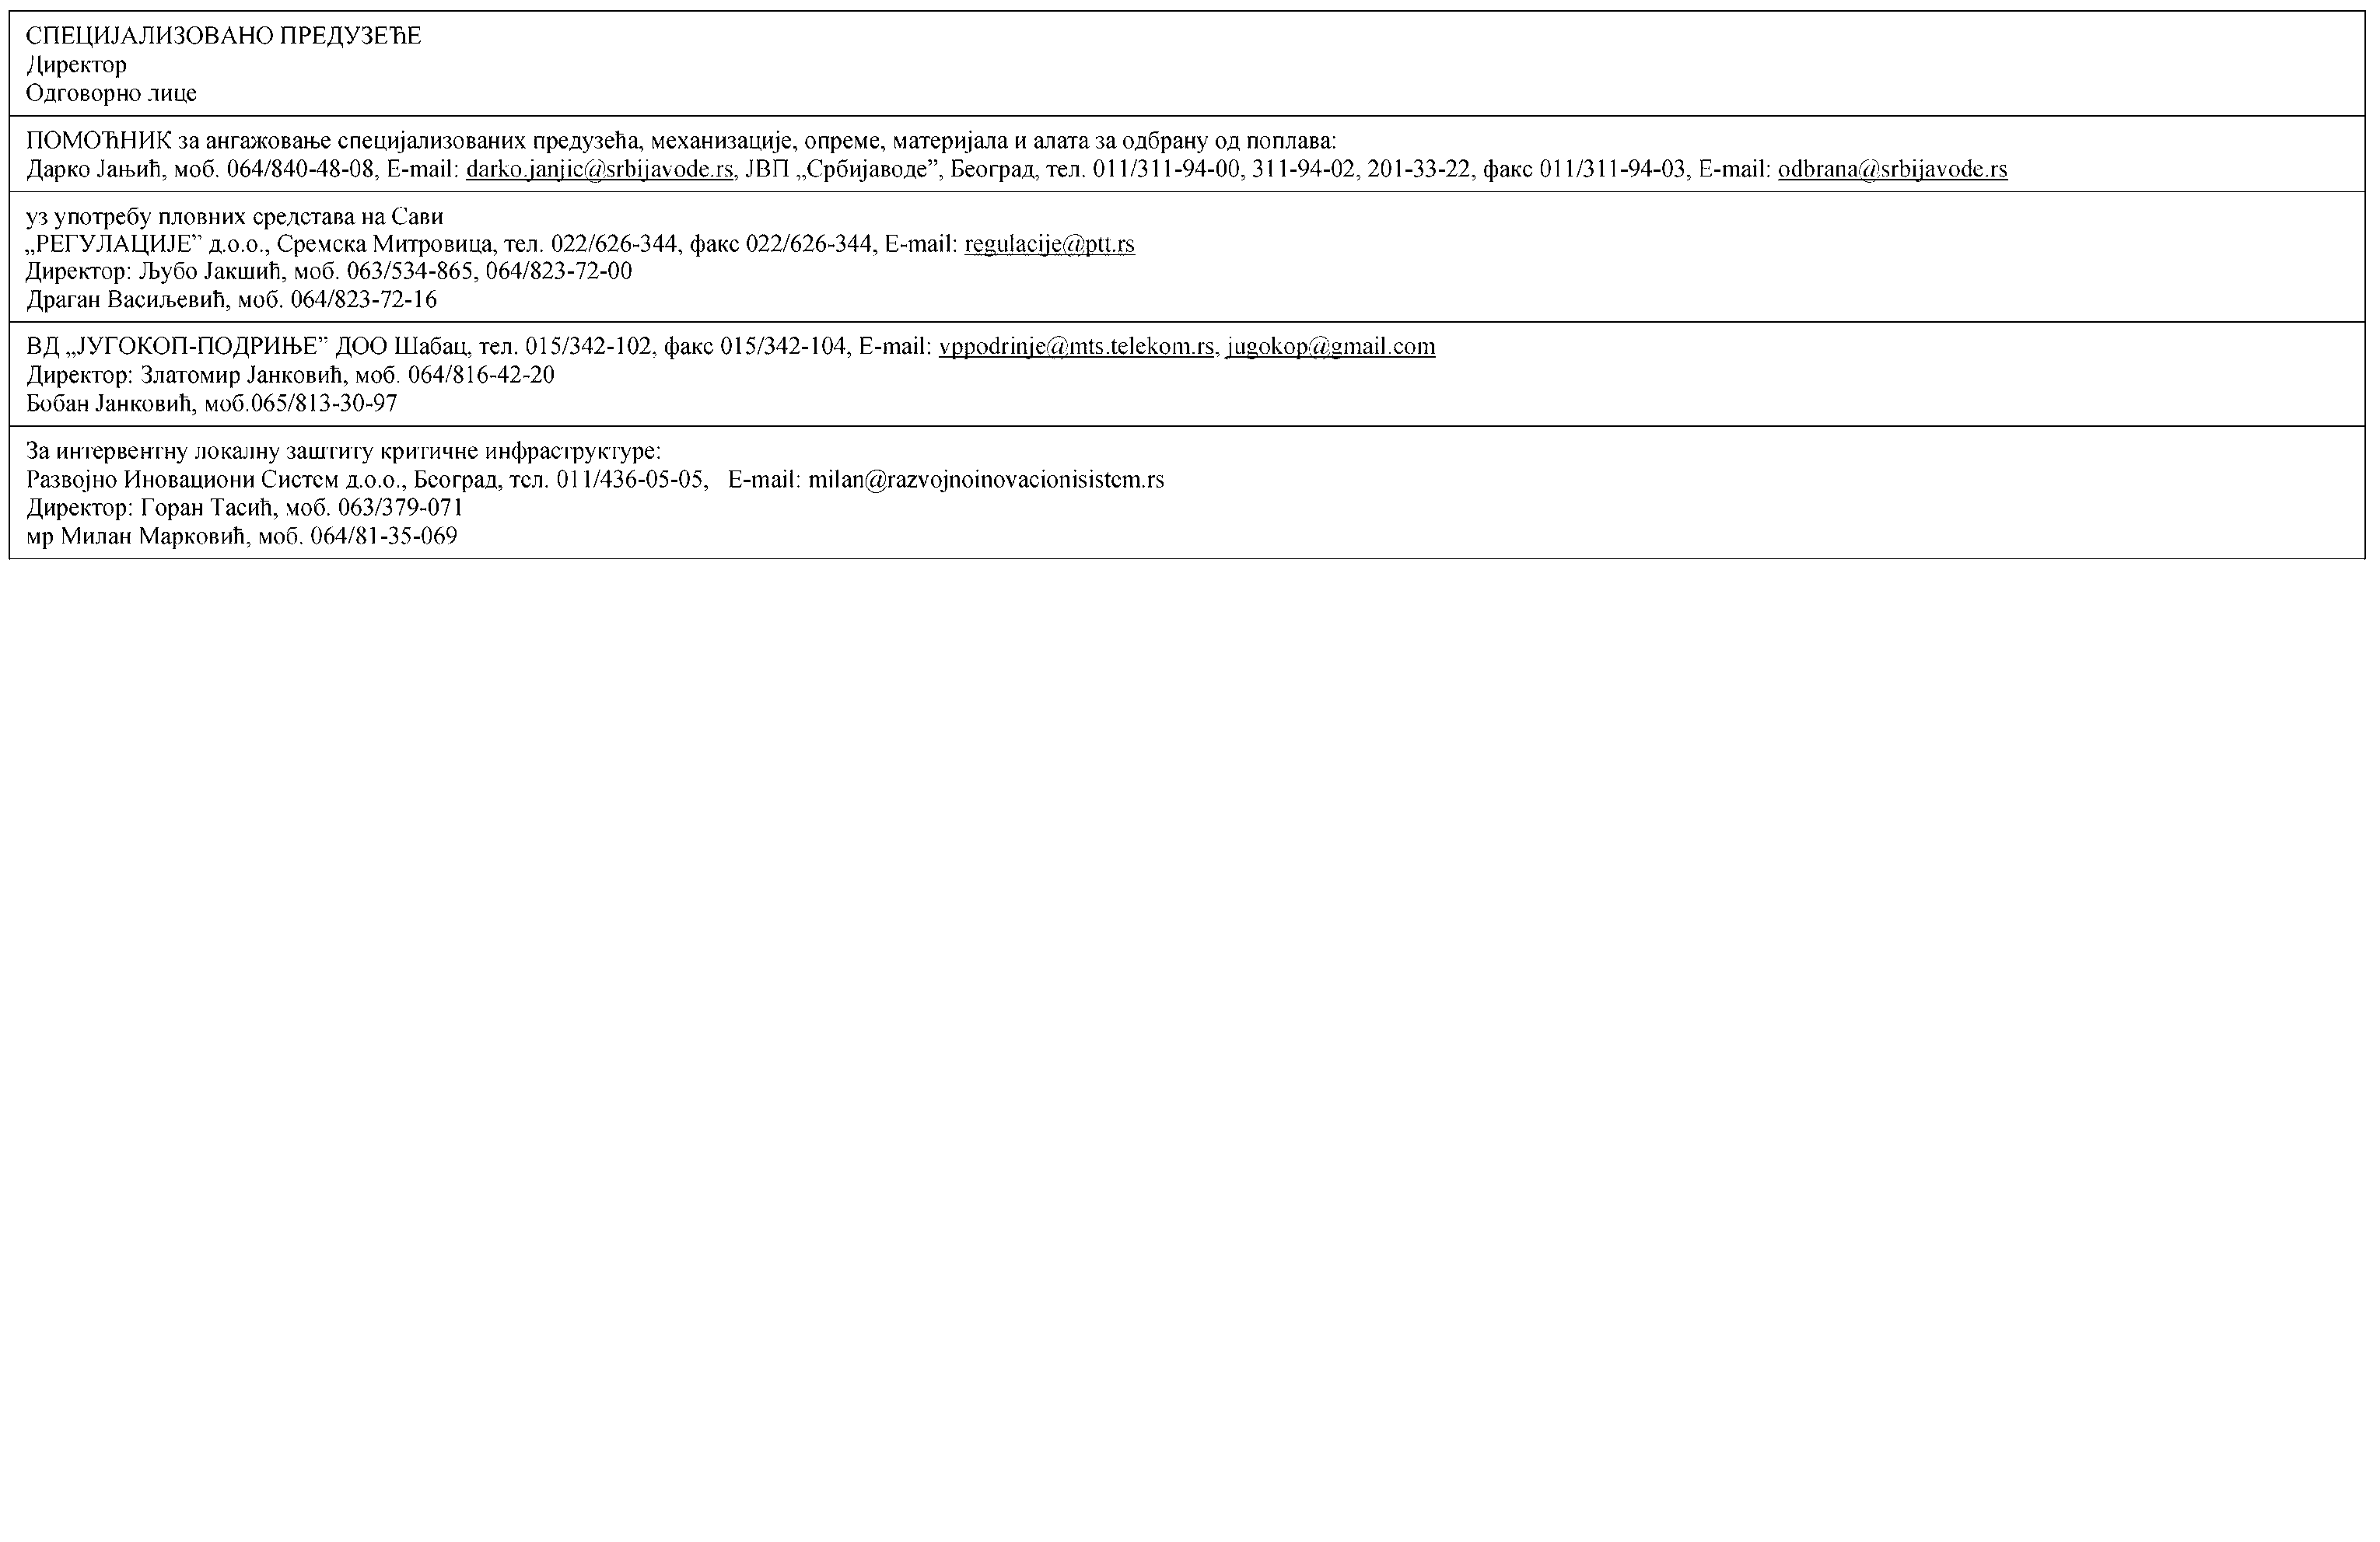 СПЕЦИЈАЛИЗОВАНО ПРЕДУЗЕЋЕ
Директор
Одговорно лице
ПОМОЋНИК за ангажовање специјализованих предузећа, механизације, опреме, материјала и алата за одбрану од поплава:
Дарко Јањић, моб. 064/840-48-08, E-mail: darko.janjic@srbijavode.rs, ЈВП „Србијаводе”, Београд, тел. 011/311-94-00, 311-94-02, 201-33-22, факс 011/311-94-03, E-mail: odbrana@srbijavode.rs
уз употребу пловних средстава на Сави
„РЕГУЛАЦИЈЕ” д.о.о., Сремска Митровица, тел. 022/626-344, факс 022/626-344, E-mail: regulacije@ptt.rs
Директор: Љубо Јакшић, моб. 063/534-865, 064/823-72-00
Драган Васиљевић, моб. 064/823-72-16
ВД „ЈУГОКОП-ПОДРИЊЕ” ДОО Шабац, тел. 015/342-102, факс 015/342-104, E-mail: vppodrinje@mts.telekom.rs, jugokop@gmail.com
Директор: Златомир Јанковић, моб. 064/816-42-20
Бобан Јанковић, моб.065/813-30-97
За интервентну локалну заштиту критичне инфраструктуре:
Развојно Иновациони Систем д.о.о., Београд, тел. 011/436-05-05, E-mail: milan@razvojnoinovacionisistem.rs
Директор: Горан Тасић, моб. 063/379-071
мр Милан Марковић, моб. 064/81-35-069